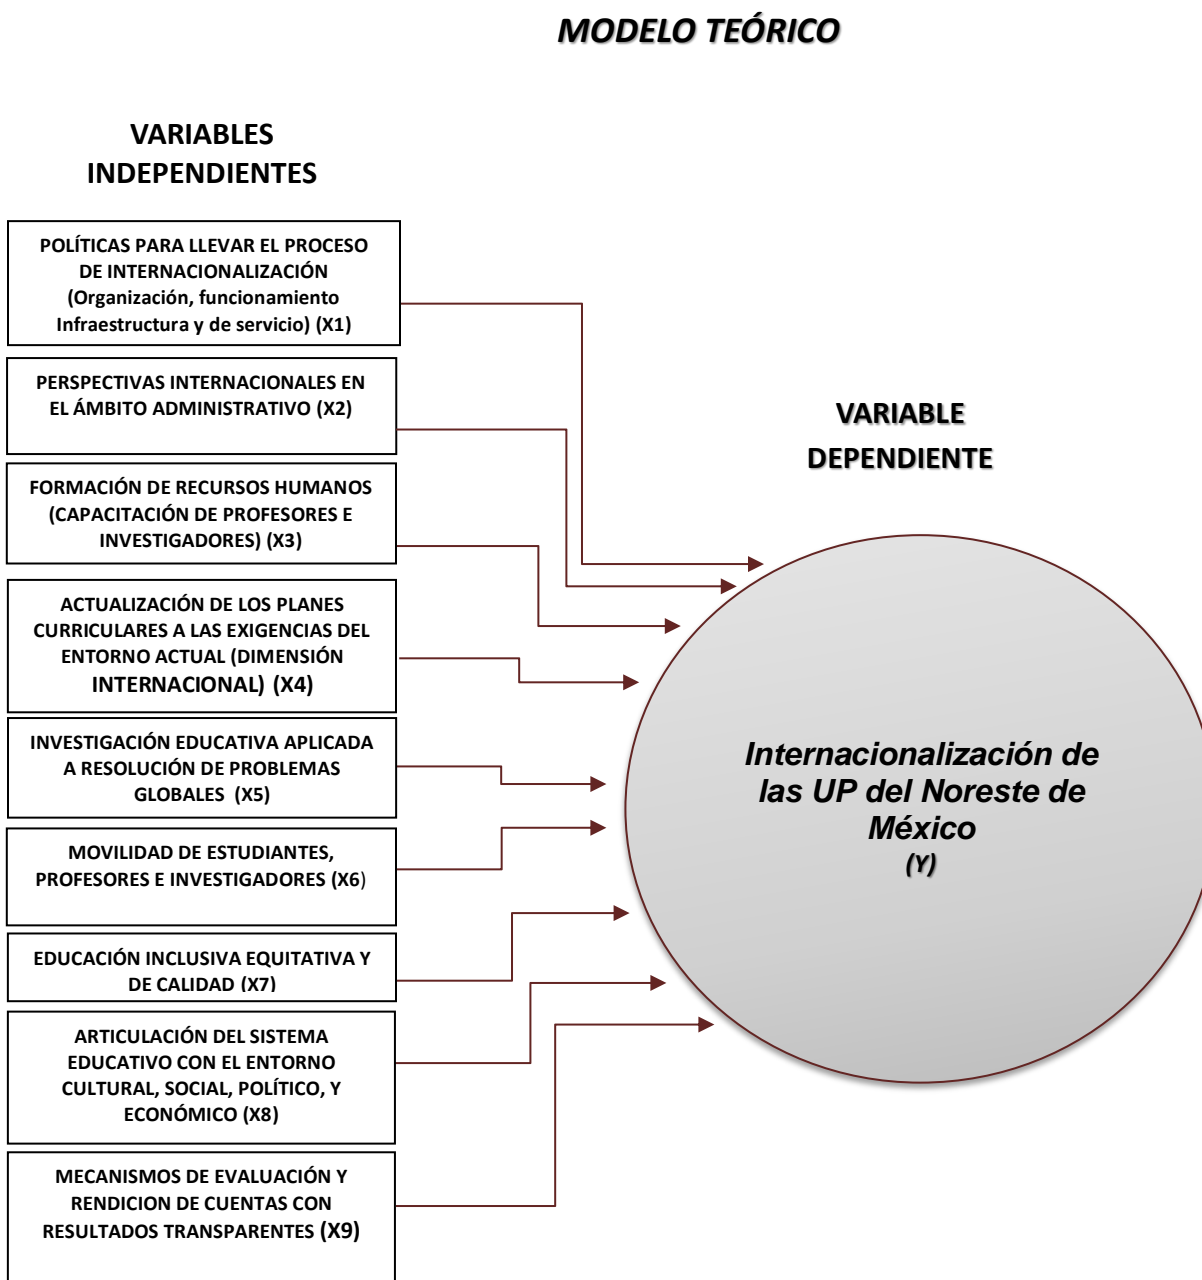 MODELO TEÓRICO
VARIABLES
INDEPENDIENTES
POLÍTICAS PARA LLEVAR EL PROCESO
DE INTERNACIONALIZACIÓN
(Organización, funcionamiento
Infraestructura y de servicio) (X1)
PERSPECTIVAS INTERNACIONALES EN
EL ÁMBITO ADMINISTRATIVO (X2)
FORMACIÓN DE RECURSOS HUMANOS
(CAPACITACIÓN DE PROFESORES E
INVESTIGADORES) (X3)
ACTUALIZACIÓN DE LOS PLANES
CURRICULARES A LAS EXIGENCIAS DEL
ENTORNO ACTUAL (DIMENSIÓN
INTERNACIONAL) (X4)
INVESTIGACIÓN EDUCATIVA APLICADA
A RESOLUCIÓN DE PROBLEMAS
GLOBALES (X5)
MOVILIDAD DE ESTUDIANTES,
PROFESORES E INVESTIGADORES (X6)
EDUCACIÓN INCLUSIVA EQUITATIVA Y
DE CALIDAD (X7)
ARTICULACIÓN DEL SISTEMA
EDUCATIVO CON EL ENTORNO
CULTURAL, SOCIAL, POLÍTICO, Y
ECONÓMICO (X8)
MECANISMOS DE EVALUACIÓN Y
RENDICION DE CUENTAS CON
RESULTADOS TRANSPARENTES (X9)
VARIABLE
DEPENDIENTE
Internacionalización de
las UP del Noreste de
México
(Y)